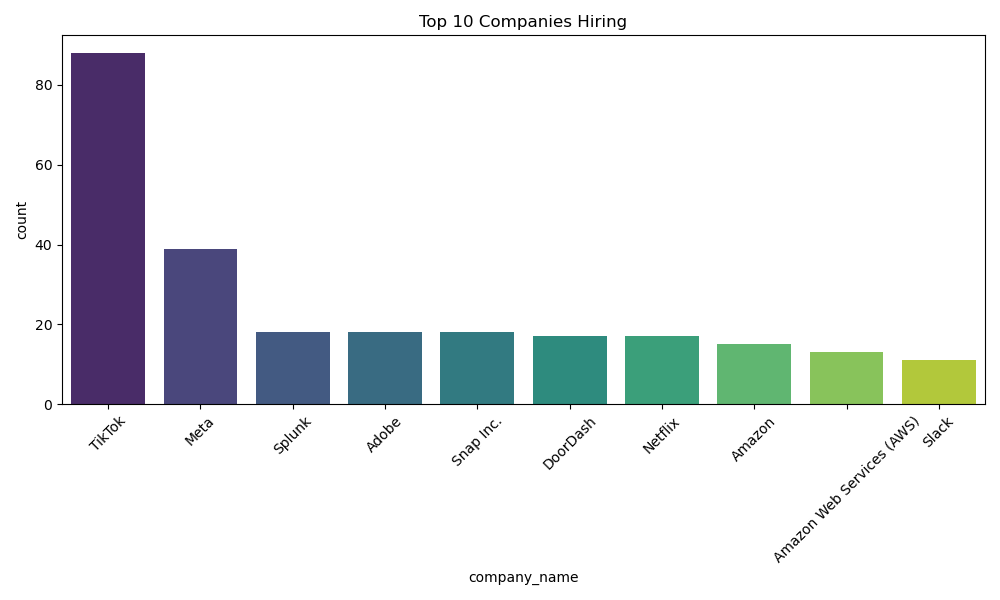 Top 10 Companies Hiring
count
80
60
40
20
0
TikTok
Meta
Splunk
Adobe
Snap Inc.
DoorDash
Netflix
Amazon
Amazon Web Services (AWS)
Slack
company_name